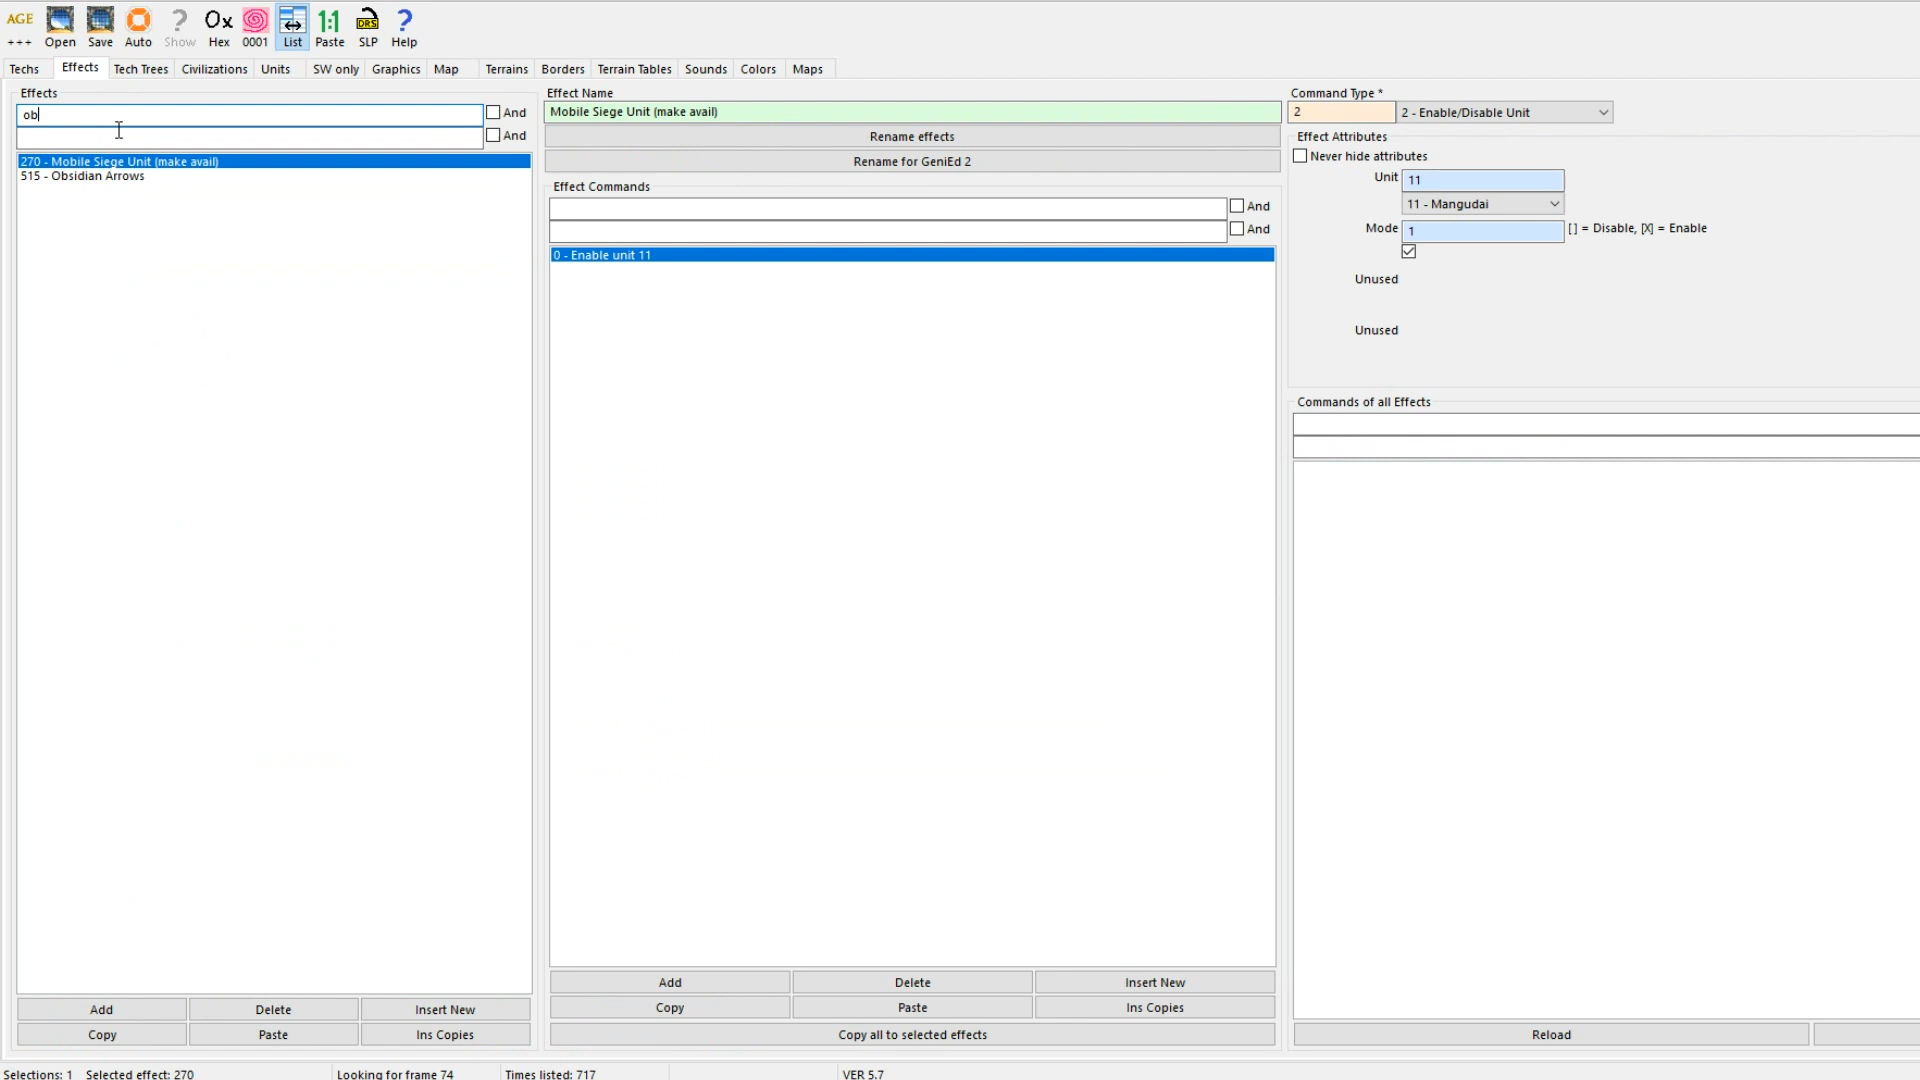 AGE
+++ Open Save Auto Show Hex 0001 List Paste SLP Help
Ox
1:1
DRS
Techs Effects Tech Trees Civilizations Units SW only Graphics Map Terrains Borders Terrain Tables Sounds Colors Maps
Effects
ob
And
And
270 - Mobile Siege Unit (make avail)
515 - Obsidian Arrows
Add Delete Insert New
Copy Paste Ins Copies
Effect Name
Mobile Siege Unit (make avail)
Rename effects
Rename for GeniEd 2
Effect Commands
And
And
0 - Enable unit 11
Add Delete Insert New
Copy Paste Ins Copies
Copy all to selected effects
Command Type *
2 2 - Enable/Disable Unit
Effect Attributes
Never hide attributes
Unit 11
11 - Mangudai
Mode 1 [] = Disable, [X] = Enable
Unused
Unused
Commands of all Effects
Reload
Selections: 1 Selected effect: 270 Looking for frame 74 Times listed: 717 VER 5.7